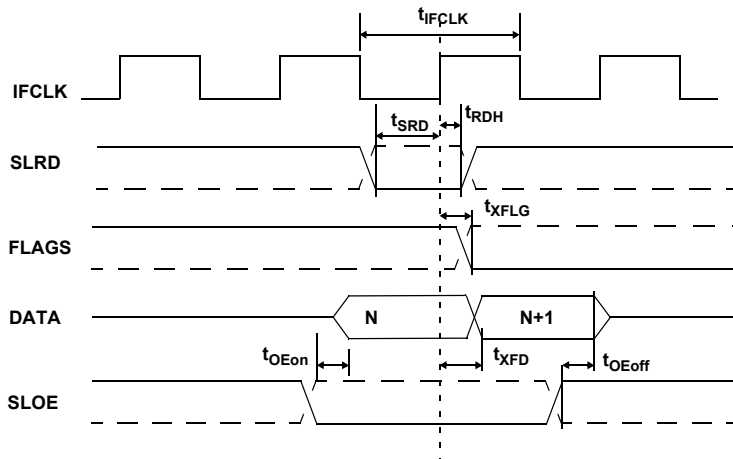 tIFCLK
IFCLK
tSRD
tRDH
SLRD
tXFLG
FLAGS
DATA
N
N+1
tOEon
tXFD
tOEoff
SLOE